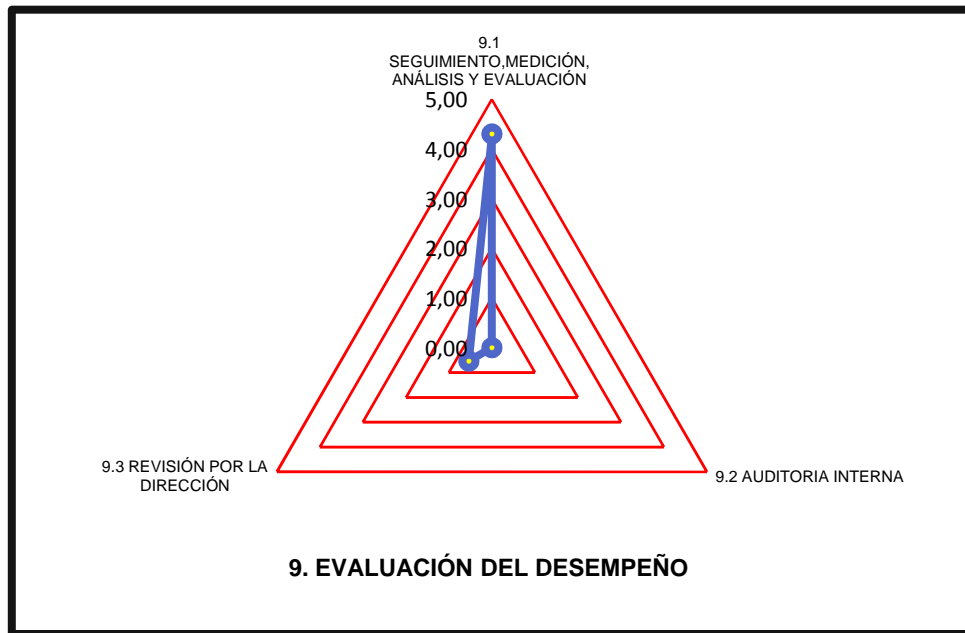 9.1
SEGUIMIENTO,MEDICIÓN,
ANÁLISIS Y EVALUACIÓN
5,00
4,00
3,00
2,00
1,00
0,00
9.3 REVISIÓN POR LA
DIRECCIÓN
9.2 AUDITORIA INTERNA
9. EVALUACIÓN DEL DESEMPEÑO